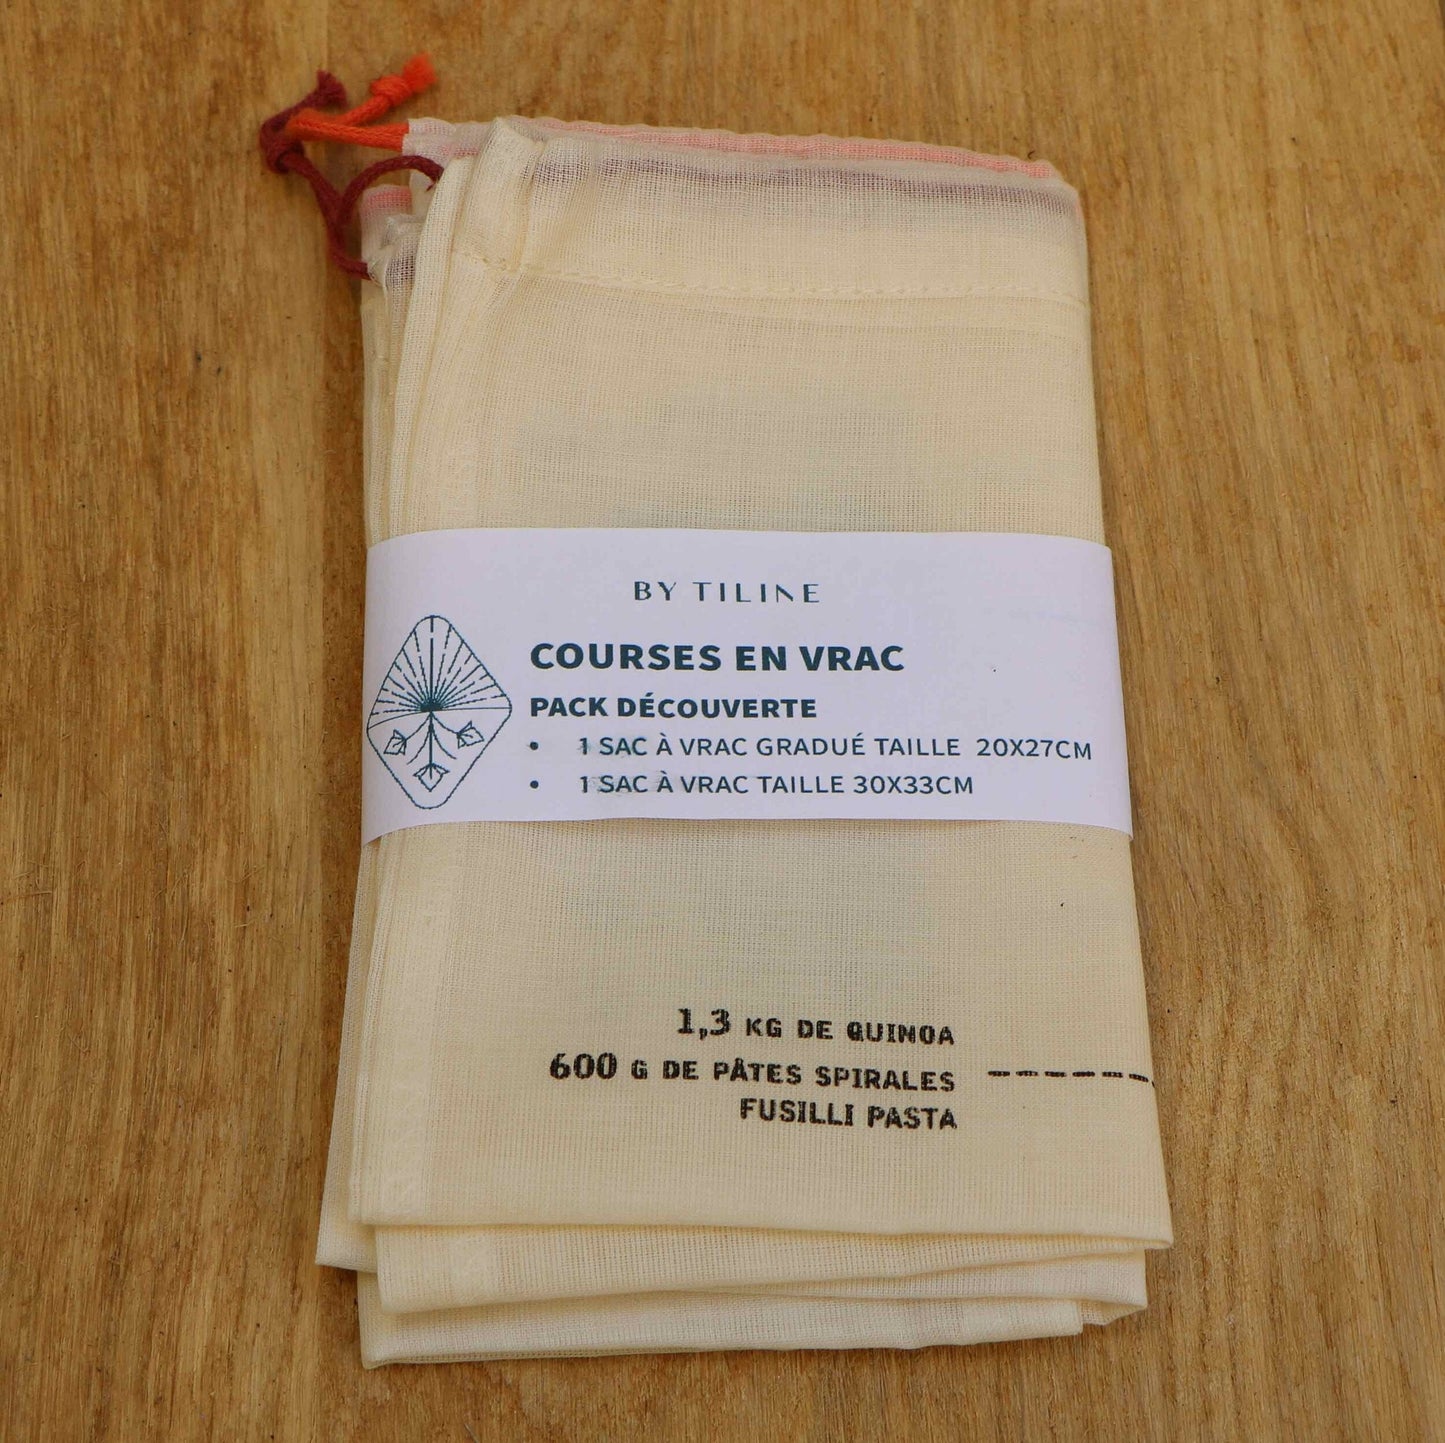 BY TILINE
COURSES EN VRAC
PACK DÉCOUVERTE
• 1 SAC À VRAC GRADUÉ TAILLE 20X27CM
• 1 SAC À VRAC TAILLE 30X33CM
1,3 KG DE QUINOA
600 G DE PÂTES SPIRALES
FUSILLI PASTA